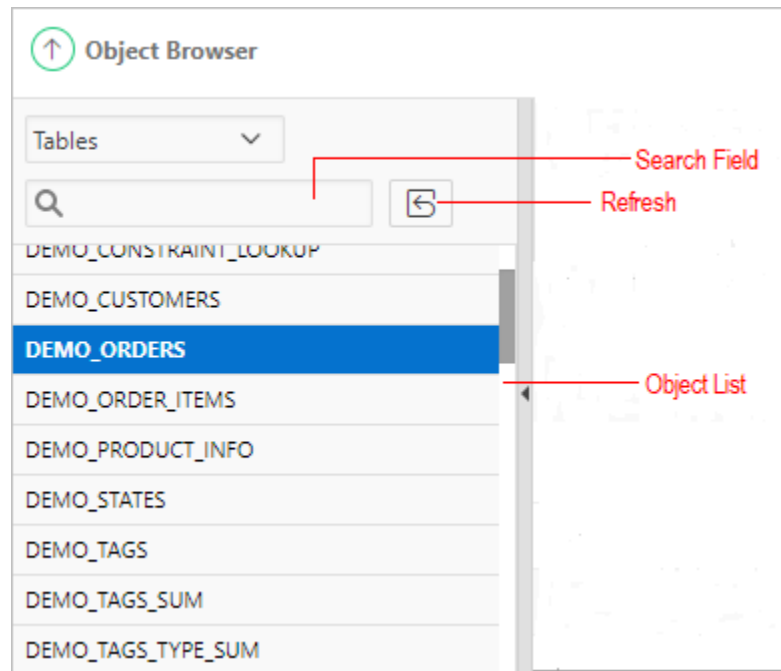 Object Browser
Tables
Search Field
Refresh
DEMO_CONSTRAINT_LOOKUP
DEMO_CUSTOMERS
DEMO_ORDERS
Object List
DEMO_ORDER_ITEMS
DEMO_PRODUCT_INFO
DEMO_STATES
DEMO_TAGS
DEMO_TAGS_SUM
DEMO_TAGS_TYPE_SUM